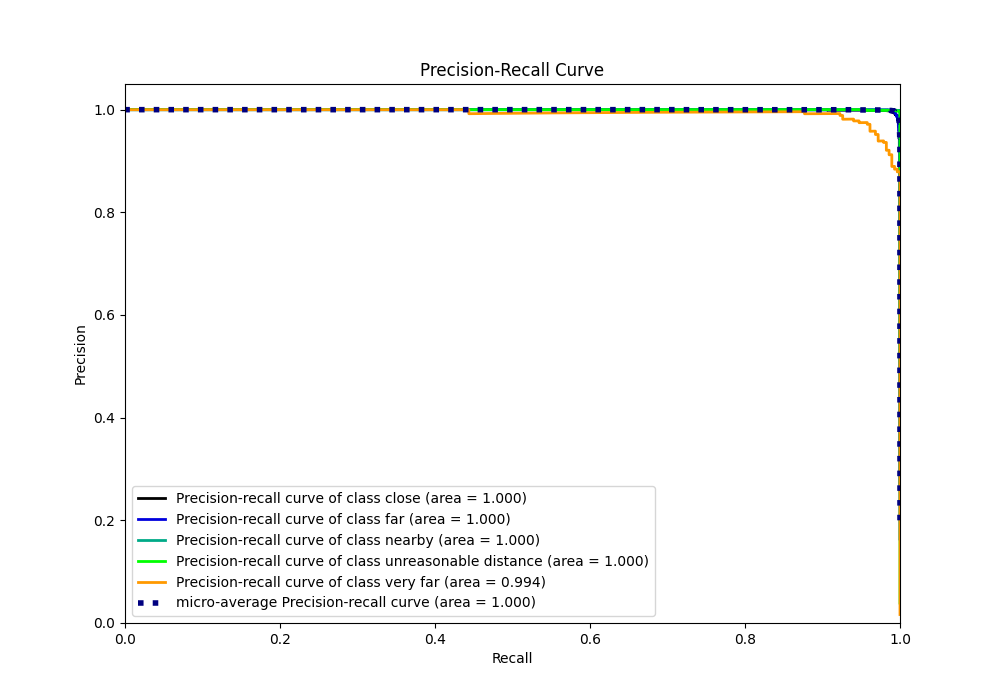 Precision-Recall Curve
1.0
0.8
0.6
0.4
0.2
0.0
Precision
Precision-recall curve of class close (area = 1.000)
Precision-recall curve of class far (area = 1.000)
Precision-recall curve of class nearby (area = 1.000)
Precision-recall curve of class unreasonable distance (area = 1.000)
Precision-recall curve of class very far (area = 0.994)
micro-average Precision-recall curve (area = 1.000)
0.0 0.2 0.4 0.6 0.8 1.0
Recall